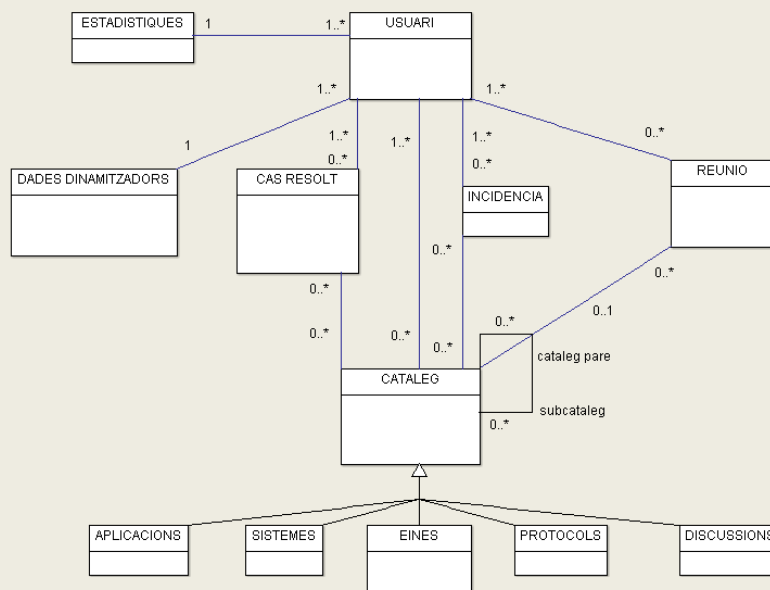 ESTADISTIQUES
1
1..*
USUARI
1..*
1..*
1..*
1..*
1
0..*
0..*
0..*
DADES DINAMITZADORS
CAS RESOLT
INCIDENCIA
REUNIO
0..*
0..*
0..*
0..1
0..*
0..*
0..*
0..*
cataleg pare
CATALEG
subcataleg
0..*
APLICACIONS
SISTEMES
EINES
PROTOCOLS
DISCUSSIONS